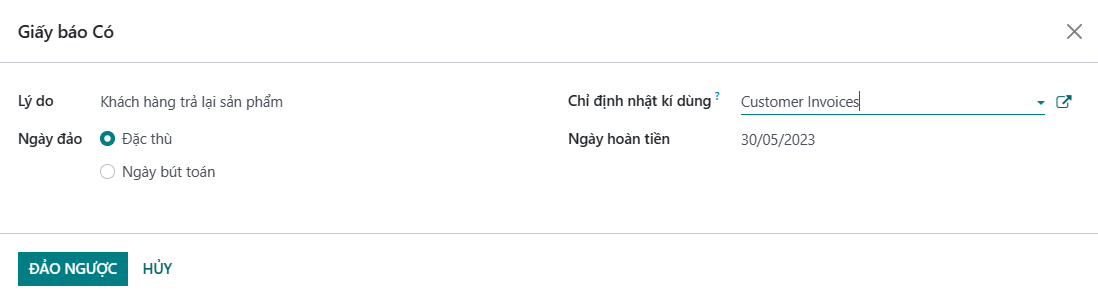 Giấy báo Có
Lý do Khách hàng trả lại sản phẩm Chỉ định nhật kí dùng ? Customer Invoices
Ngày đảo Đặc thù Ngày hoàn tiền 30/05/2023
Ngày bút toán
ĐẢO NGƯỢC HỦY